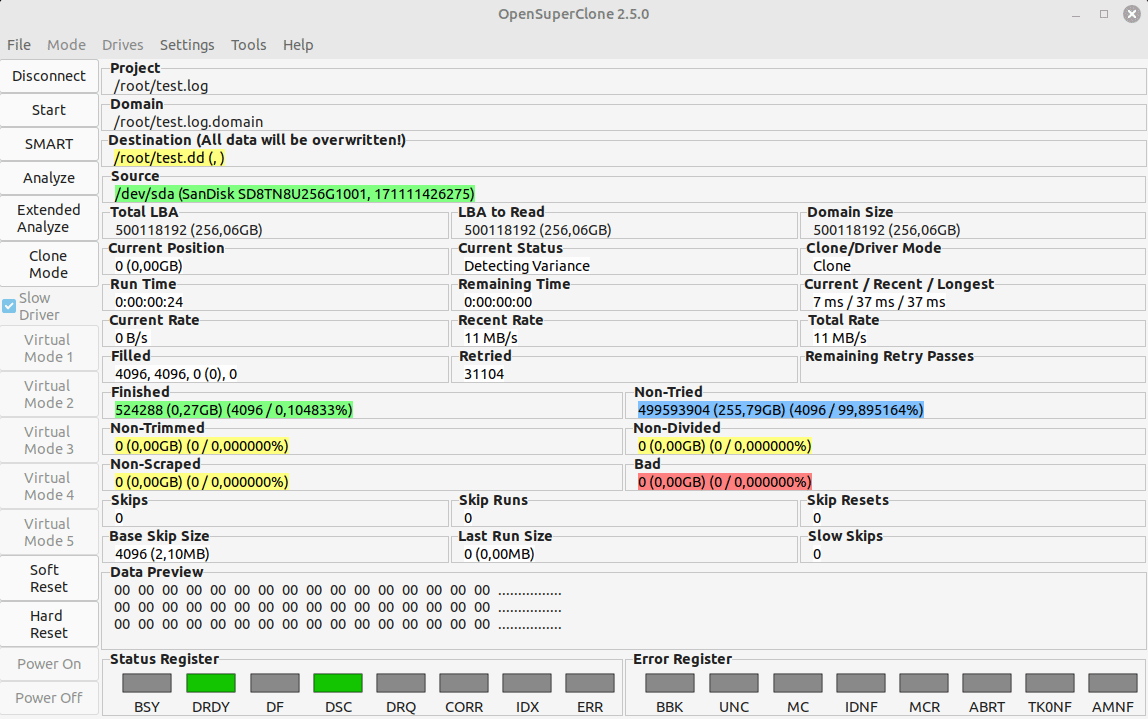 OpenSuperClone 2.5.0
File Mode Drives Settings Tools Help
Disconnect
Start
SMART
Analyze
Extended
Analyze
Clone
Mode
Slow
Driver
Virtual
Mode 1
Virtual
Mode 2
Virtual
Mode 3
Virtual
Mode 4
Virtual
Mode 5
Soft
Reset
Hard
Reset
Power On
Power Off
Project
/root/test.log
Domain
/root/test.log.domain
Destination (All data will be overwritten!)
/root/test.dd (, )
Source
/dev/sda (SanDisk SD8TN8U256G1001, 171111426275)
Total LBA LBA to Read Domain Size
500118192 (256,06GB) 500118192 (256,06GB) 500118192 (256,06GB)
Current Position Current Status Clone/Driver Mode
0 (0,00GB) Detecting Variance Clone
Run Time Remaining Time Current / Recent / Longest
0:00:00:24 0:00:00:00 7 ms / 37 ms / 37 ms
Current Rate Recent Rate Total Rate
0 B/s 11 MB/s 11 MB/s
Filled Retried Remaining Retry Passes
4096, 4096, 0 (0), 0 31104
Finished Non-Tried
524288 (0,27GB) (4096 / 0,104833%) 499593904 (255,79GB) (4096 / 99,895164%)
Non-Trimmed Non-Divided
0 (0,00GB) (0 / 0,000000%) 0 (0,00GB) (0 / 0,000000%)
Non-Scraped Bad
0 (0,00GB) (0 / 0,000000%) 0 (0,00GB) (0 / 0,000000%)
Skips Skip Runs Skip Resets
0 0 0
Base Skip Size Last Run Size Slow Skips
4096 (2,10MB) 0 (0,00MB) 0
Data Preview
00 00 00 00 00 00 00 00 00 00 00 00 00 00 00 00 ................
00 00 00 00 00 00 00 00 00 00 00 00 00 00 00 00 ................
00 00 00 00 00 00 00 00 00 00 00 00 00 00 00 00 ................
Status Register Error Register
BSY DRDY DF DSC DRQ CORR IDX ERR BBK UNC MC IDNF MCR ABRT TK0NF AMNF